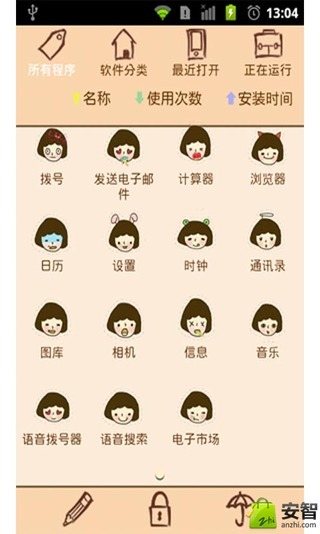 13:04
所有程序 软件分类 最近打开 正在运行
名称 使用次数 安装时间
拨号 发送电子邮件 计算器 浏览器
日历 设置 时钟 通讯录
图库 相机 信息 音乐
语音拨号器 语音搜索 电子市场
zhi 安智
anzhi.com